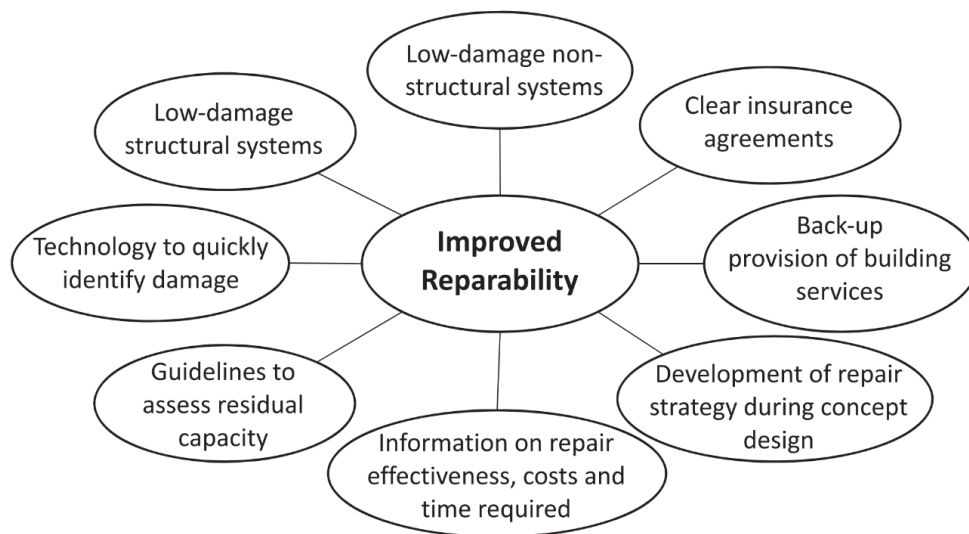 Low-damage non-
structural systems
Low-damage
structural systems
Clear insurance
agreements
Technology to quickly
identify damage
Improved
Reparability
Back-up
provision of building
services
Guidelines to
assess residual
capacity
Development of repair
strategy during concept
design
Information on repair
effectiveness, costs and
time required